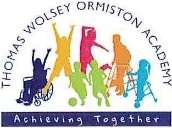 THOMAS WOLSEY ORMISTON ACADEMY
Achieving Together